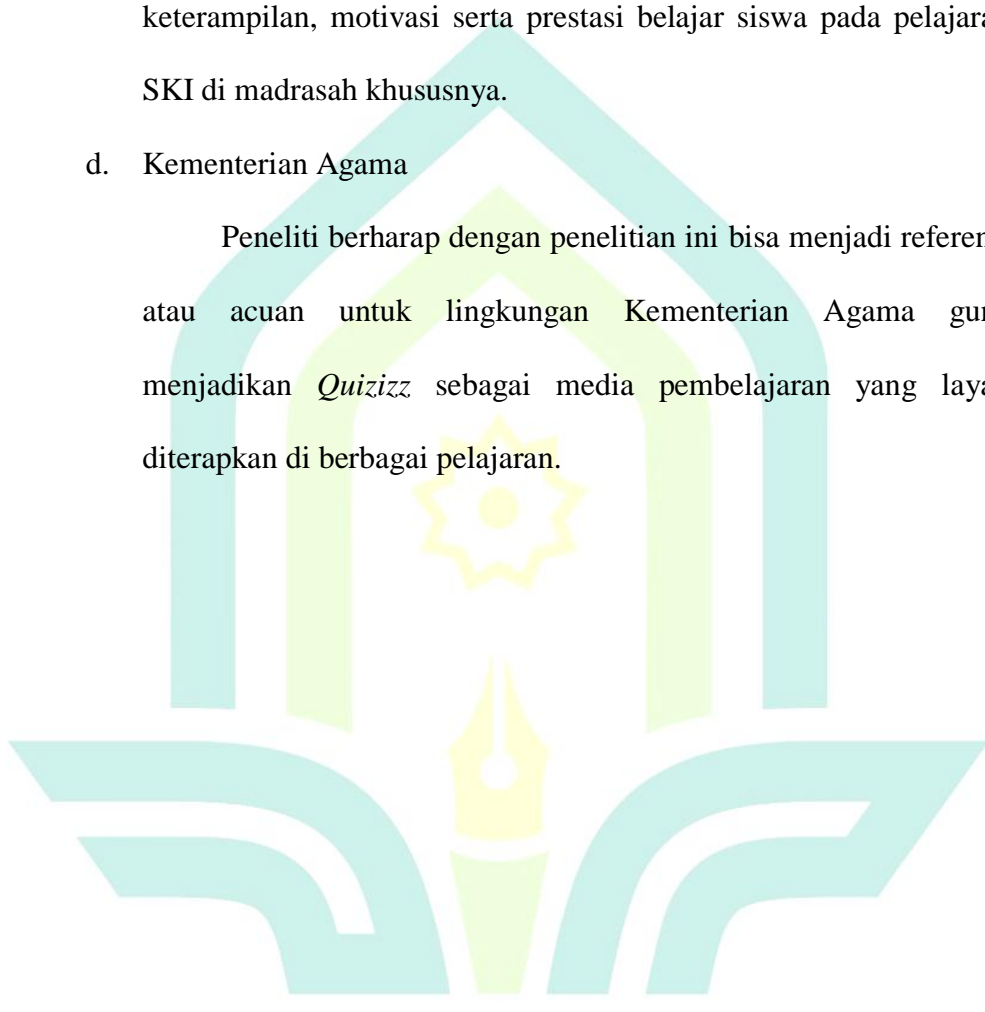 keterampilan, motivasi serta prestasi belajar siswa pada pelajara
SKI di madrasah khususnya.
d. Kementerian Agama
Peneliti berharap dengan penelitian ini bisa menjadi referen
atau acuan untuk lingkungan Kementerian Agama gun
menjadikan Quizizz sebagai media pembelajaran yang laya
diterapkan di berbagai pelajaran.